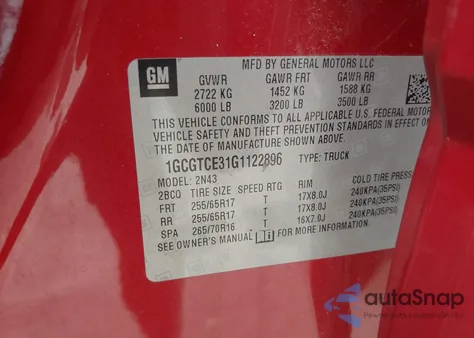 GM
MFD BY GENERAL MOTORS LLC
GVWR GAWR FRT GAWR RR
2722 KG 1452 KG 1588 KG
6000 LB 3200 LB 3500 LB
THIS VEHICLE CONFORMS TO ALL APPLICABLE U.S. FEDERAL MOTOR
VEHICLE SAFETY AND THEFT PREVENTION STANDARDS IN EFFECT ON
THE DATE OF MANUFACTURE SHOWN ABOVE.
1GCGTCE31G1122896 TYPE: TRUCK
MODEL: 2N43
2BCQ TIRE SIZE SPEED RTG RIM COLD TIRE PRES
FRT 255/65R17 T 17X8.0J 240KPA(35PSI)
RR 255/65R17 T 17X8.0J 240KPA(35PSI)
SPA 265/70R16 T 16X7.0J 240KPA(35PSI)
SEE OWNER'S MANUAL FOR MORE INFORMATION.
autoSnap